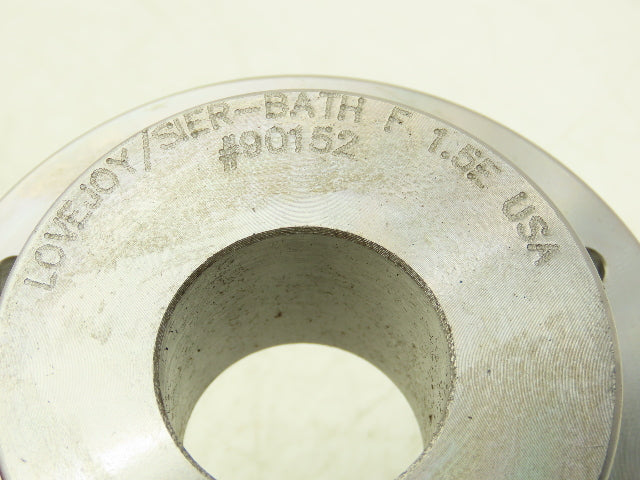 LOVEJOY/SIER-BATH F 1.5E USA
#90152